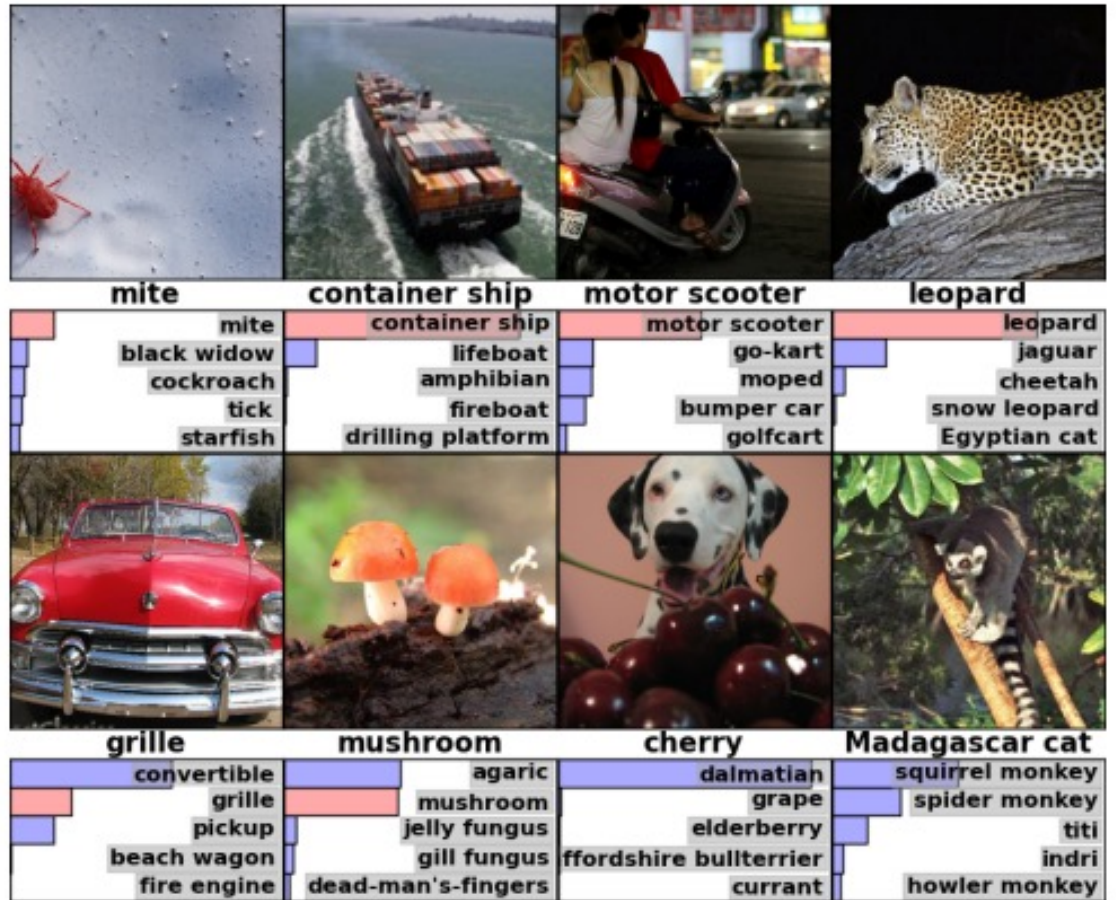 mite
container ship
motor scooter
leopard
mite
black widow
cockroach
tick
starfish
container ship
lifeboat
amphibian
fireboat
drilling platform
motor scooter
go-kart
moped
bumper car
golfcart
leopard
jaguar
cheetah
snow leopard
Egyptian cat
grille
mushroom
cherry
Madagascar cat
convertible
grille
pickup
beach wagon
fire engine
agaric
mushroom
jelly fungus
gill fungus
dead-man's-fingers
dalmatian
grape
elderberry
ffordshire bullterrier
currant
squirrel monkey
spider monkey
titi
indri
howler monkey